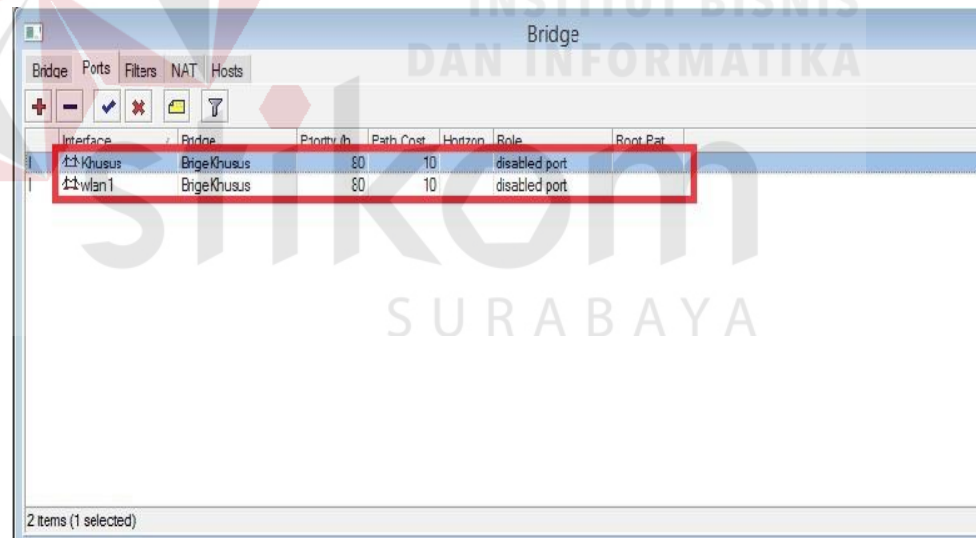 INSTITUT BISNIS
DAN INFORMATIKA
stikom
SURABAYA
Bridge
Bridge Ports Filters NAT Hosts
Interface Bridge Priority (h... Path Cost Horizon Role Root Pat...
I Khusus BrigeKhusus 80 10 disabled port
I wlan1 BrigeKhusus 80 10 disabled port
2 items (1 selected)